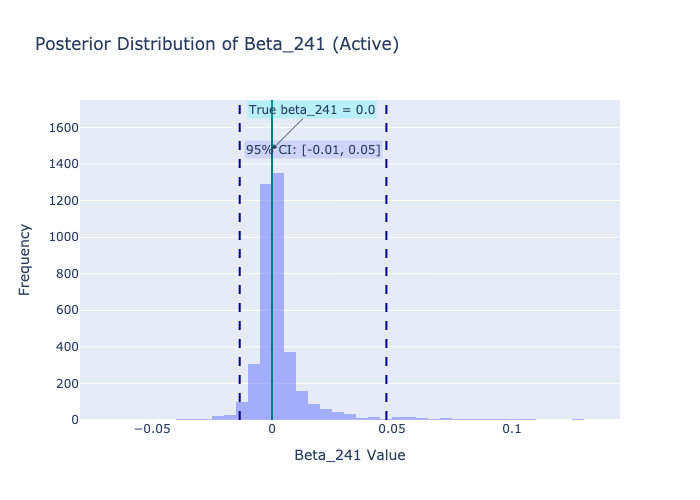 Posterior Distribution of Beta_241 (Active)
True beta_241 = 0.0
95% CI: [-0.01, 0.05]
1600
1400
1200
1000
800
600
400
200
0
Frequency
−0.05 0 0.05 0.1
Beta_241 Value